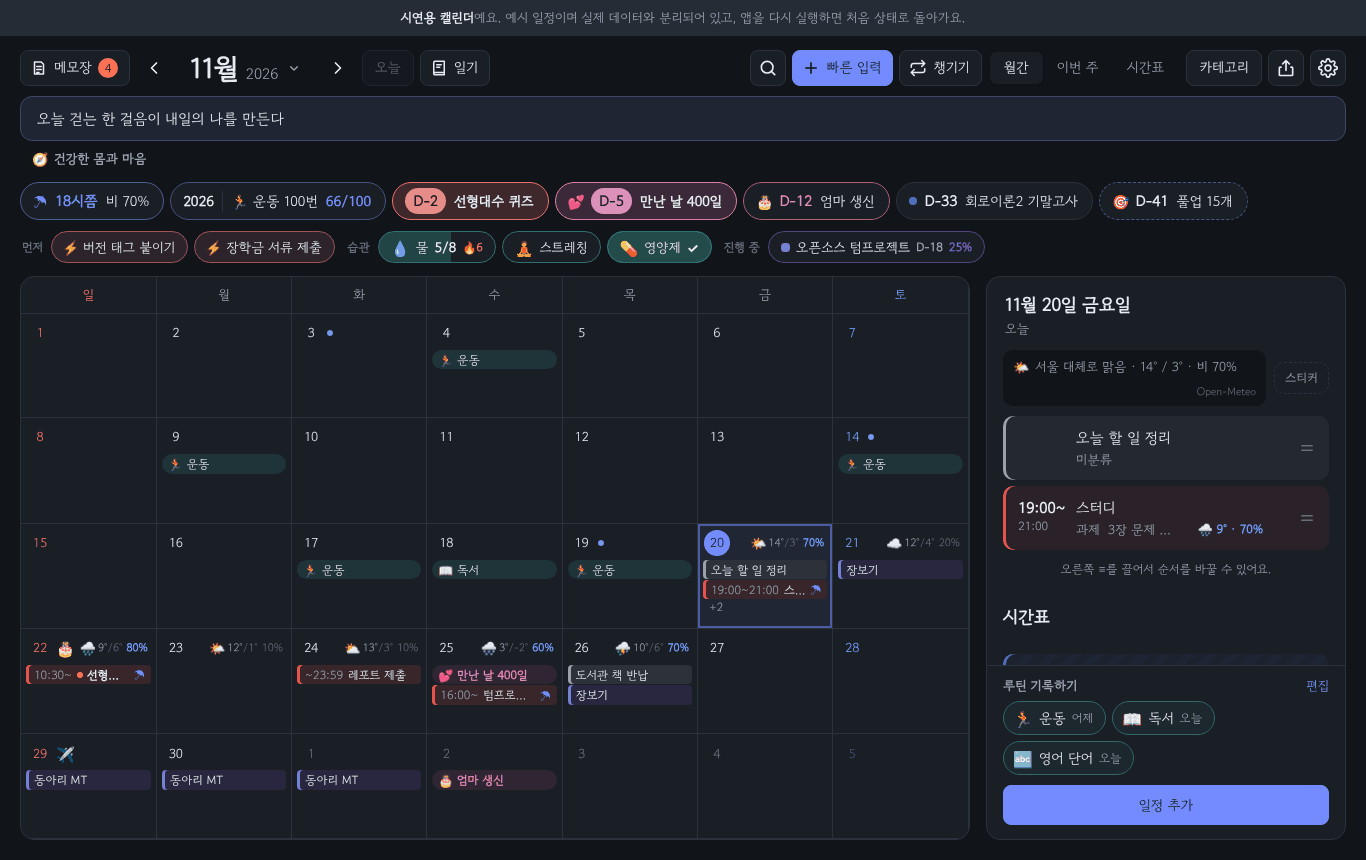 시연용 캘린더예요. 예시 일정이며 실제 데이터와 분리되어 있고, 앱을 다시 실행하면 처음 상태로 돌아가요.
메모장 4 11월 2026 오늘 일기 빠른 입력 챙기기 월간 이번 주 시간표 카테고리
오늘 걷는 한 걸음이 내일의 나를 만든다
건강한 몸과 마음
18시쯤 비 70% 2026 운동 100번 66/100 D-2 선형대수 퀴즈 D-5 만난 날 400일 D-12 엄마 생신 D-33 회로이론2 기말고사 D-41 풀업 15개
먼저 버전 태그 붙이기 장학금 서류 제출 습관 물 5/8 6 스트레칭 영양제 진행 중 오픈소스 텀프로젝트 D-18 25%
일 월 화 수 목 금 토
1 2 3 4 5 6 7
운동
8 9 10 11 12 13 14
운동 운동
15 16 17 18 19 20 14°/3° 70% 21 12°/4° 20%
운동 독서 운동 오늘 할 일 정리 장보기
19:00~21:00 스...
+2
22 9°/6° 80% 23 12°/1° 10% 24 13°/3° 10% 25 3°/-2° 60% 26 10°/6° 70% 27 28
10:30~ 선형... ~23:59 레포트 제출 만난 날 400일 도서관 책 반납
16:00~ 텀프로... 장보기
29 30 1 2 3 4 5
동아리 MT 동아리 MT 동아리 MT 엄마 생신
11월 20일 금요일
오늘
서울 대체로 맑음 · 14° / 3° · 비 70%
Open-Meteo
스티커
오늘 할 일 정리
미분류
19:00~ 스터디
21:00 과제 3장 문제 ... 9° · 70%
오른쪽 =를 끌어서 순서를 바꿀 수 있어요.
시간표
루틴 기록하기 편집
운동 어제 독서 오늘
abc 영어 단어 오늘
일정 추가